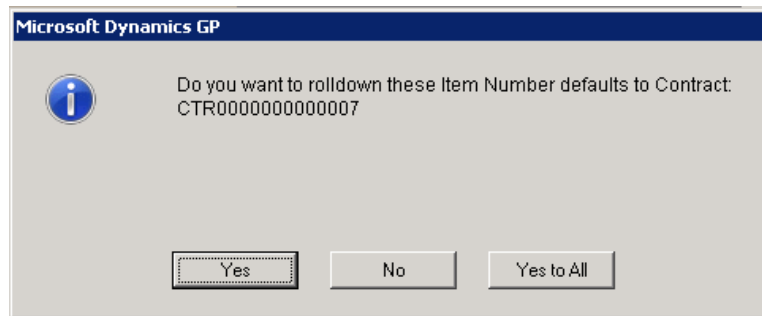 Microsoft Dynamics GP
Do you want to rolldown these Item Number defaults to Contract:
CTR0000000000007
Yes
No
Yes to All